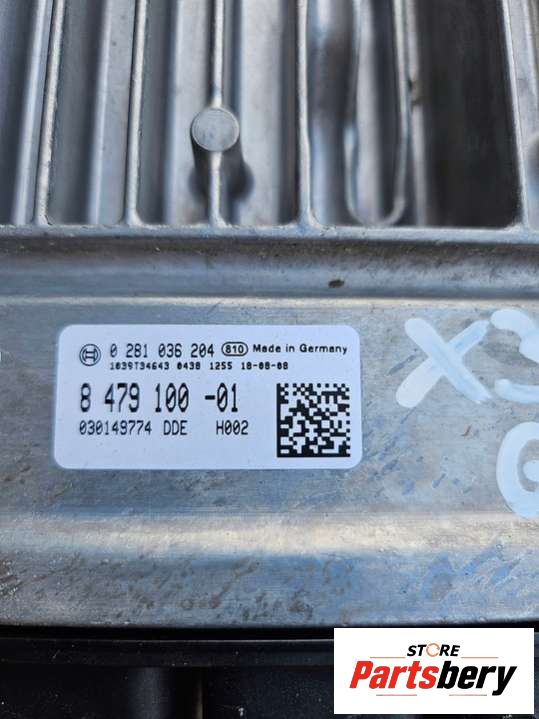 0 281 036 204 810 Made in Germany
1039T34643 0438 1255 18-08-08
8 479 100 -01
030149774 DDE H002
X3
G
STORE
Partsbery